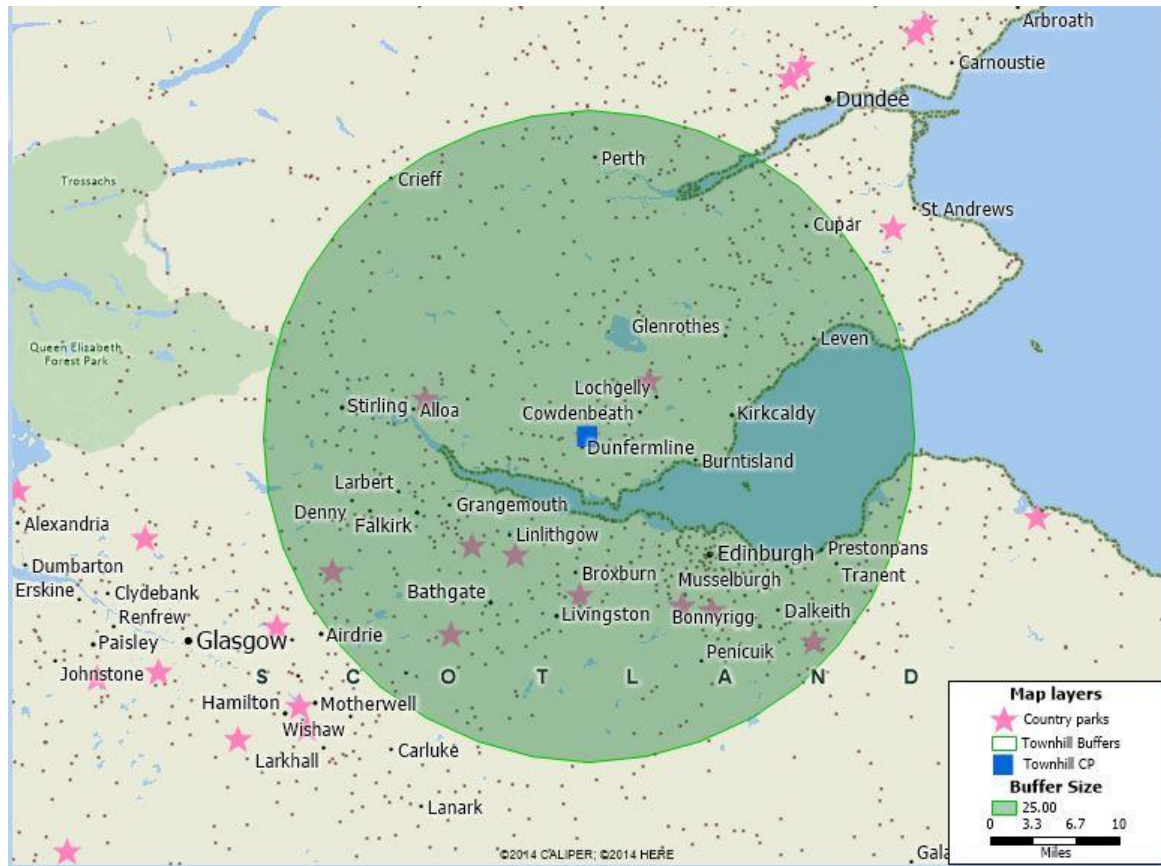 Arbroath
Carnoustie
Dundee
Perth
Trossachs
Crieff
St Andrews
Cupar
Glenrothes
Leven
Queen Elizabeth
Forest Park
Lochgelly
Stirling
Alloa
Cowdenbeath
Kirkcaldy
Dunfermline
Burntisland
Larbert
Grangemouth
Denny
Falkirk
Alexandria
Linlithgow
Edinburgh
Prestonpans
Dumbarton
Broxburn
Musselburgh
Tranent
Erskine
Clydebank
Bathgate
Renfrew
Livingston
Bonnyrigg
Dalkeith
Paisley
Glasgow
Airdrie
Penicuik
Johnstone
S C O T L A N D
Hamilton
Motherwell
Wishaw
Larkhall
Carluke
Lanark
Map layers
Country parks
Townhill Buffers
Townhill CP
Buffer Size
25.00
0 3.3 6.7 10
Miles
©2014 CALIPER; ©2014 HERE
Gala